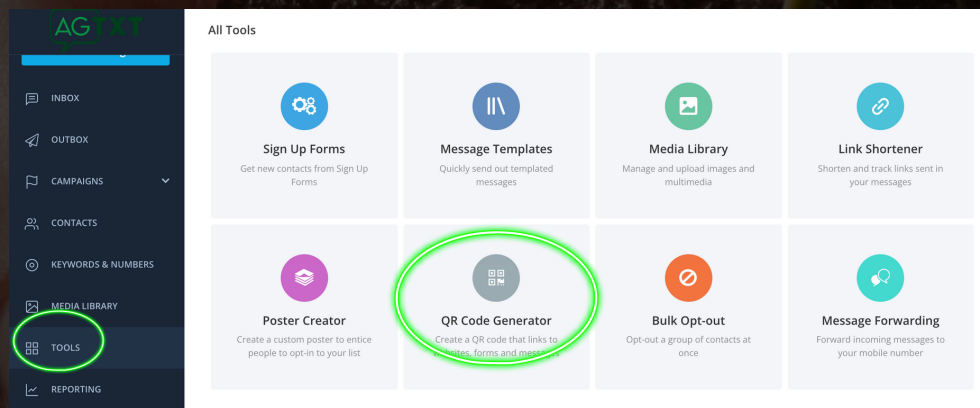 AGTXT
INBOX
OUTBOX
CAMPAIGNS
CONTACTS
KEYWORDS & NUMBERS
MEDIA LIBRARY
TOOLS
REPORTING
All Tools
Sign Up Forms
Get new contacts from Sign Up
Forms
Message Templates
Quickly send out templated
messages
Media Library
Manage and upload images and
multimedia
Link Shortener
Shorten and track links sent in
your messages
Poster Creator
Create a custom poster to entice
people to opt-in to your list
QR Code Generator
Create a QR code that links to
websites, forms and messages
Bulk Opt-out
Opt-out a group of contacts at
once
Message Forwarding
Forward incoming messages to
your mobile number